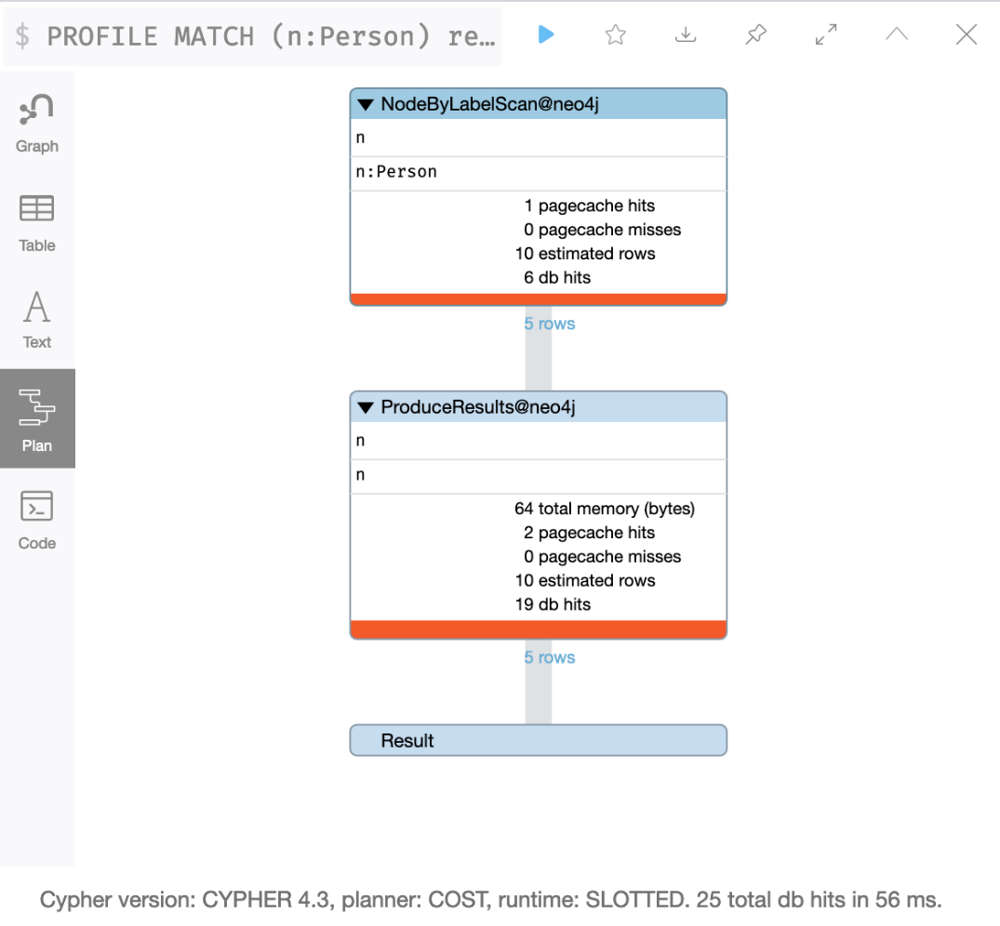 $ PROFILE MATCH (n:Person) re…
Graph
Table
Text
Plan
Code
NodeByLabelScan@neo4j
n
n:Person
1 pagecache hits
0 pagecache misses
10 estimated rows
6 db hits
5 rows
ProduceResults@neo4j
n
n
64 total memory (bytes)
2 pagecache hits
0 pagecache misses
10 estimated rows
19 db hits
5 rows
Result
Cypher version: CYPHER 4.3, planner: COST, runtime: SLOTTED. 25 total db hits in 56 ms.